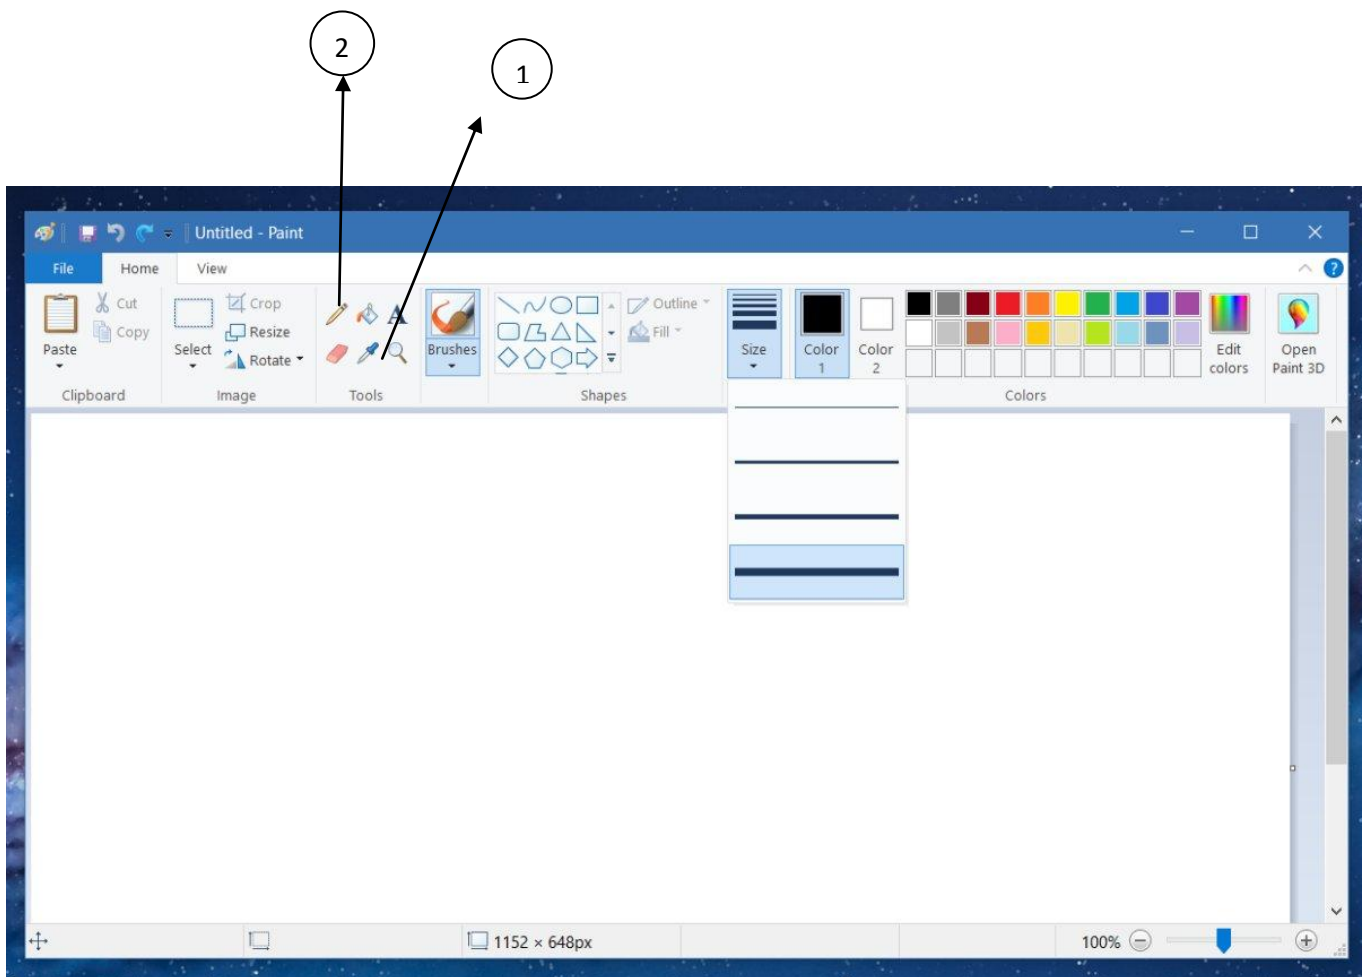 2
1
Untitled - Paint
File Home View
Cut
Copy
Paste
Clipboard
Crop
Resize
Rotate
Select
Image
A
Tools
Brushes
Outline
Fill
Shapes
Size
Color 1
Color 2
Edit colors
Open Paint 3D
Colors
?
1152 × 648px
100%